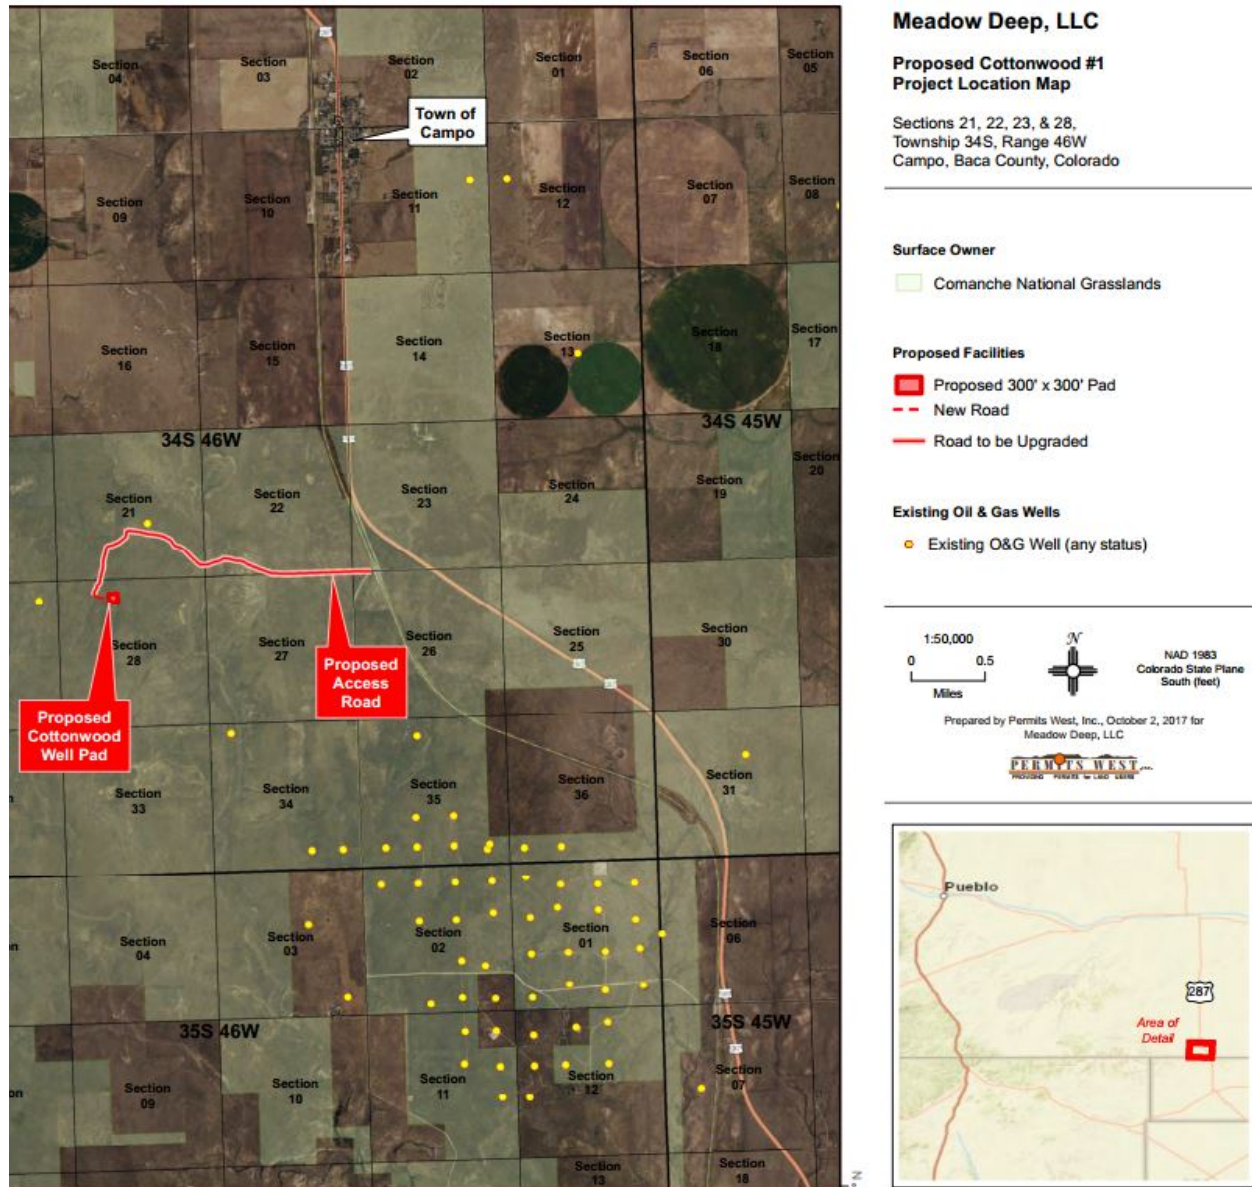 Meadow Deep, LLC
Proposed Cottonwood #1
Project Location Map
Sections 21, 22, 23, & 28,
Township 34S, Range 46W
Campo, Baca County, Colorado
Surface Owner
Comanche National Grasslands
Proposed Facilities
Proposed 300' x 300' Pad
New Road
Road to be Upgraded
Existing Oil & Gas Wells
Existing O&G Well (any status)
1:50,000
0 0.5
Miles
N
NAD 1983
Colorado State Plane
South (feet)
Prepared by Permits West, Inc., October 2, 2017 for
Meadow Deep, LLC
PERMITS WEST, INC.
PROVIDING PERMITS for LAND USERS
Pueblo
287
Area of
Detail
Section
04
Section
03
Section
02
Section
01
Section
06
Section
05
Town of
Campo
Section
09
Section
10
Section
11
Section
12
Section
07
Section
08
Section
16
Section
15
Section
14
Section
13
Section
18
Section
17
34S 46W
34S 45W
Section
21
Section
22
Section
23
Section
24
Section
19
Section
20
Section
28
Section
27
Section
26
Section
25
Section
30
Proposed
Access
Road
Proposed
Cottonwood
Well Pad
Section
33
Section
34
Section
35
Section
36
Section
31
Section
04
Section
03
Section
02
Section
01
Section
06
35S 46W
35S 45W
Section
09
Section
10
Section
11
Section
12
Section
07
Section
13
Section
18